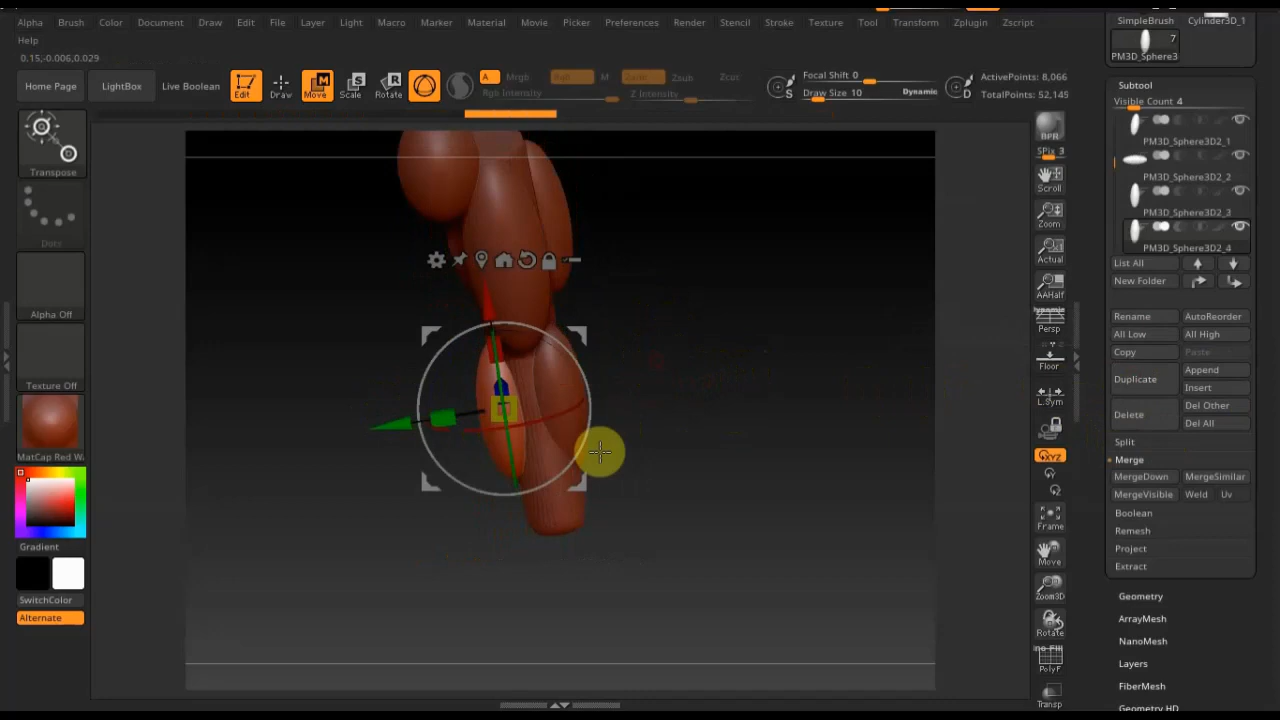 Alpha Brush Color Document Draw Edit File Layer Light Macro Marker Material Movie Picker Preferences Render Stencil Stroke Texture Tool Transform Zplugin Zscript
Help
0.15,-0.006,0.029
Home Page
LightBox
Live Boolean
Edit
Draw
Move
Scale
Rotate
A
Mrgb
Rgb
M
Zadd
Zsub
Zcut
Rgb Intensity
Z Intensity
Focal Shift 0
Draw Size 10
Dynamic
S
D
ActivePoints: 8,066
TotalPoints: 52,149
Transpose
Dots
Alpha Off
Texture Off
MatCap Red Wa
Gradient
SwitchColor
Alternate
BPR
SPix 3
Scroll
Zoom
Actual
AAHalf
Dynamic
Persp
Floor
L.Sym
XYZ
Y
Z
Frame
Move
Zoom3D
Rotate
PolyF
Transp
SimpleBrush
Cylinder3D_1
7
PM3D_Sphere3
Subtool
Visible Count 4
PM3D_Sphere3D2_1
PM3D_Sphere3D2_2
PM3D_Sphere3D2_3
PM3D_Sphere3D2_4
List All
New Folder
Rename AutoReorder
All Low All High
Copy Paste
Duplicate Append
Insert
Delete Del Other
Del All
Split
Merge
MergeDown MergeSimilar
MergeVisible Weld Uv
Boolean
Remesh
Project
Extract
Geometry
ArrayMesh
NanoMesh
Layers
FiberMesh
Geometry HD